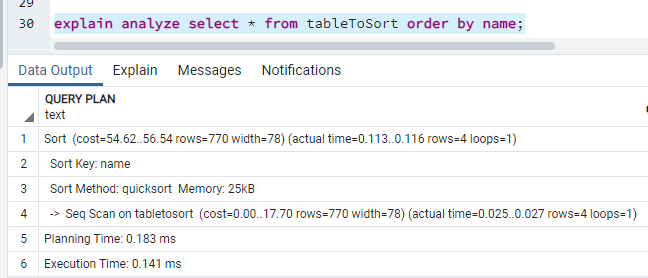 29
30 explain analyze select * from tableToSort order by name;
Data Output Explain Messages Notifications
QUERY PLAN
text
1 Sort (cost=54.62..56.54 rows=770 width=78) (actual time=0.113..0.116 rows=4 loops=1)
2 Sort Key: name
3 Sort Method: quicksort Memory: 25kB
4 -> Seq Scan on tabletosort (cost=0.00..17.70 rows=770 width=78) (actual time=0.025..0.027 rows=4 loops=1)
5 Planning Time: 0.183 ms
6 Execution Time: 0.141 ms